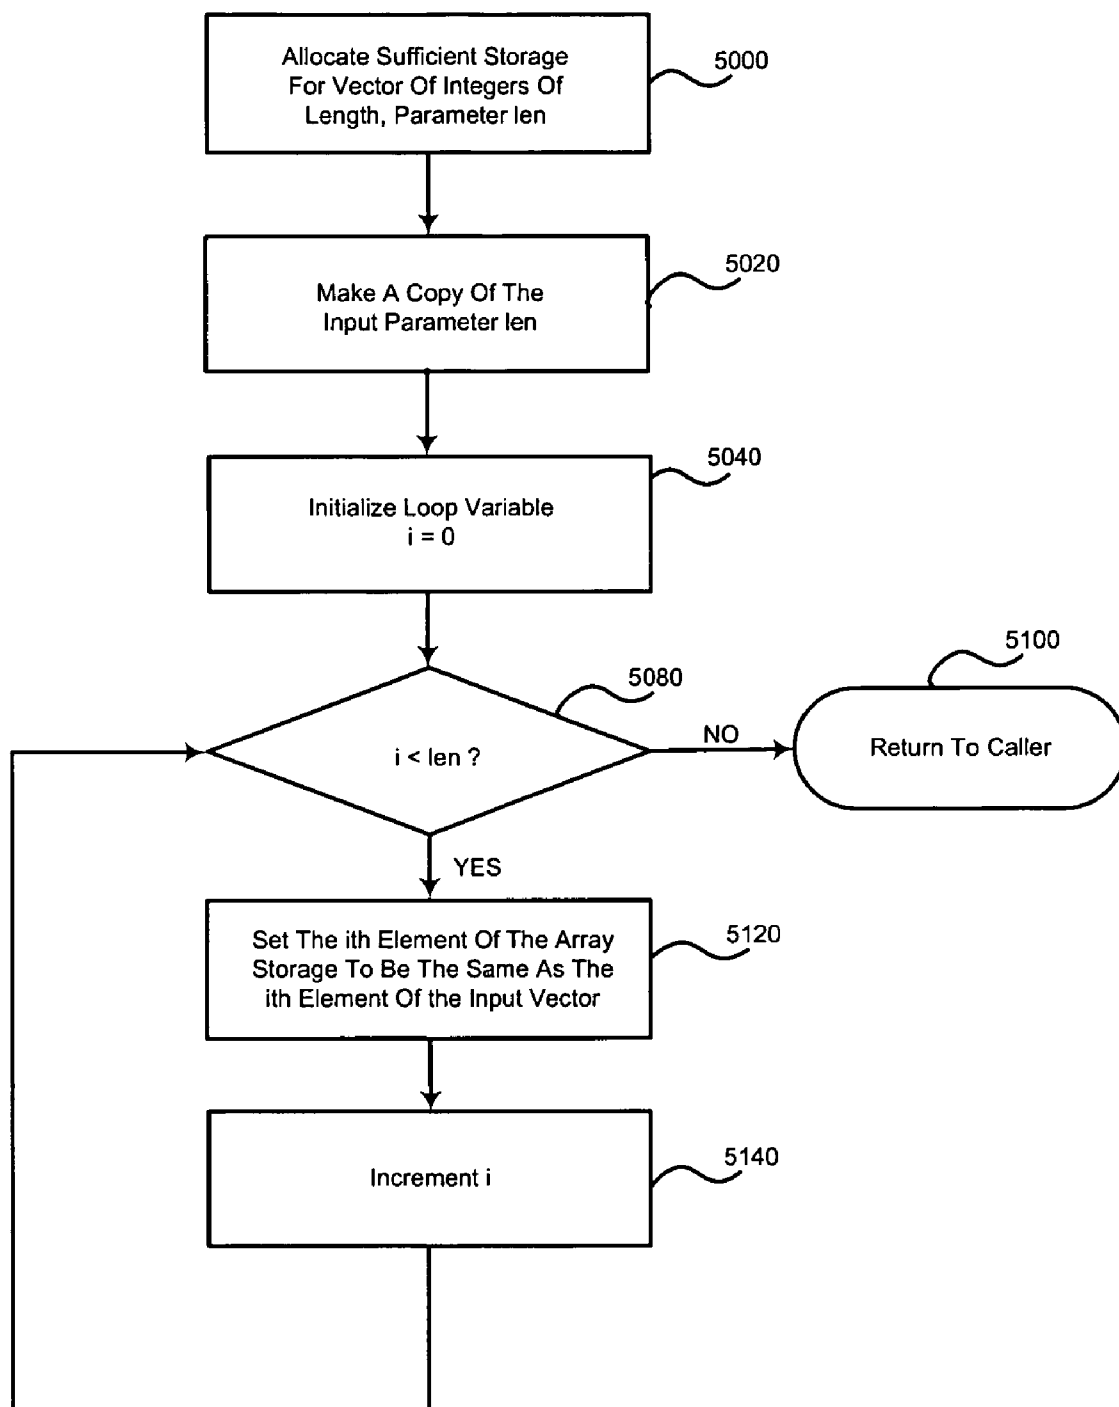 Allocate Sufficient Storage
For Vector Of Integers Of
Length, Parameter len
5000
Make A Copy Of The
Input Parameter len
5020
Initialize Loop Variable
i = 0
5040
i < len ?
5080
NO
Return To Caller
5100
YES
Set The ith Element Of The Array
Storage To Be The Same As The
ith Element Of the Input Vector
5120
Increment i
5140